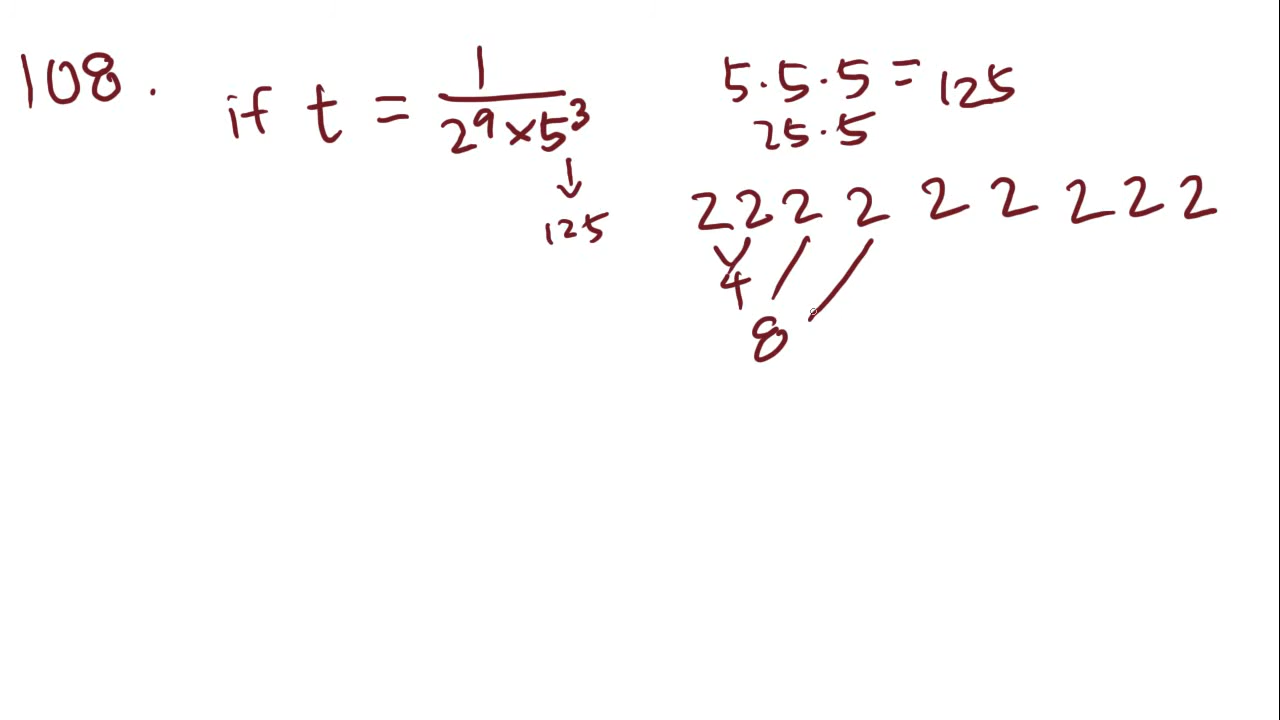 108. if t = 1 / 2^9 × 5^3
↓
125
5 · 5 · 5 = 125
25 · 5
2 2 2 2 2 2 2 2 2
4
8